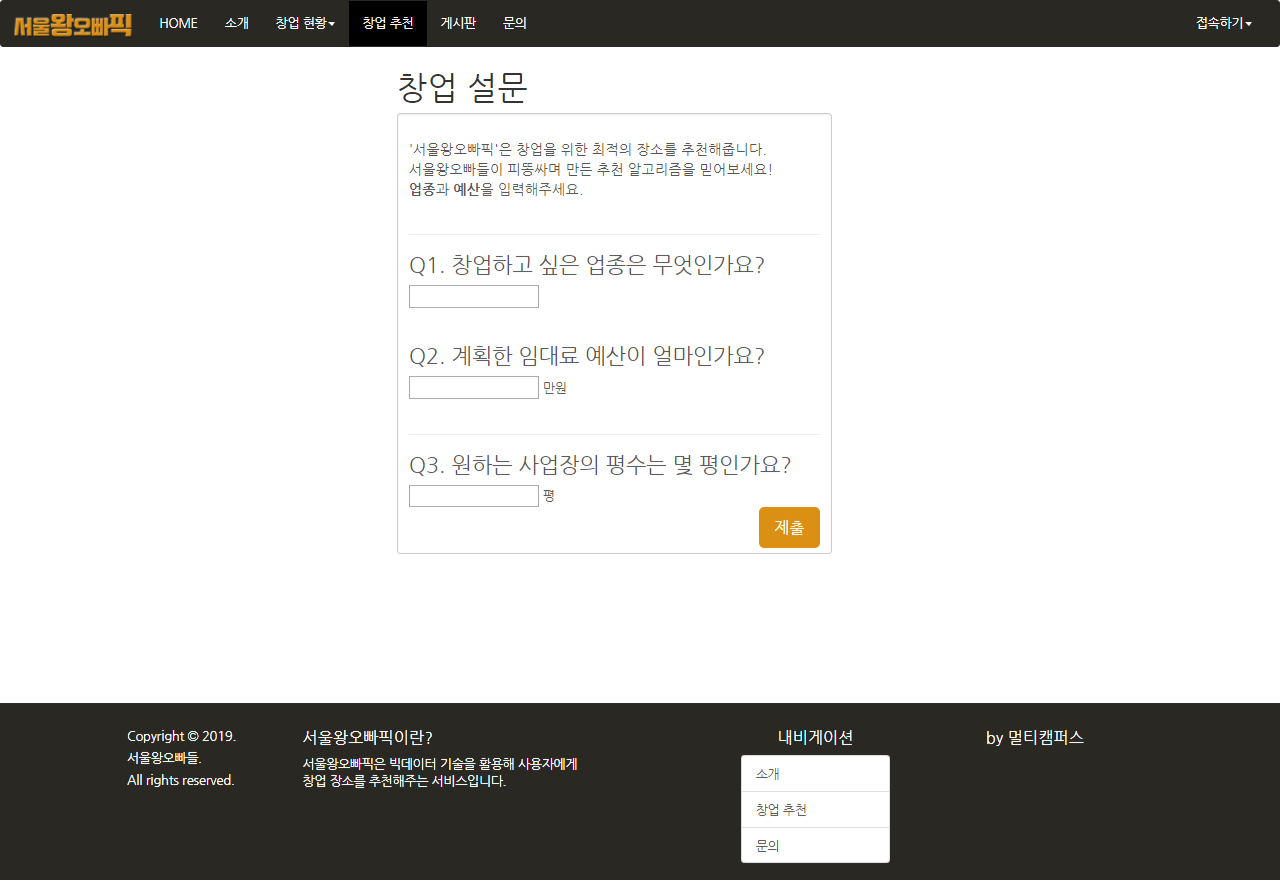 서울왕오빠픽 HOME 소개 창업 현황 창업 추천 게시판 문의 접속하기
창업 설문
'서울왕오빠픽'은 창업을 위한 최적의 장소를 추천해줍니다.
서울왕오빠들이 피똥싸며 만든 추천 알고리즘을 믿어보세요!
업종과 예산을 입력해주세요.
Q1. 창업하고 싶은 업종은 무엇인가요?
Q2. 계획한 임대료 예산이 얼마인가요?
만원
Q3. 원하는 사업장의 평수는 몇 평인가요?
평
제출
Copyright © 2019.
서울왕오빠들.
All rights reserved.
서울왕오빠픽이란?
서울왕오빠픽은 빅데이터 기술을 활용해 사용자에게
창업 장소를 추천해주는 서비스입니다.
내비게이션
소개
창업 추천
문의
by 멀티캠퍼스